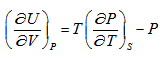 (∂U/∂V)_P = T(∂P/∂T)_S − P